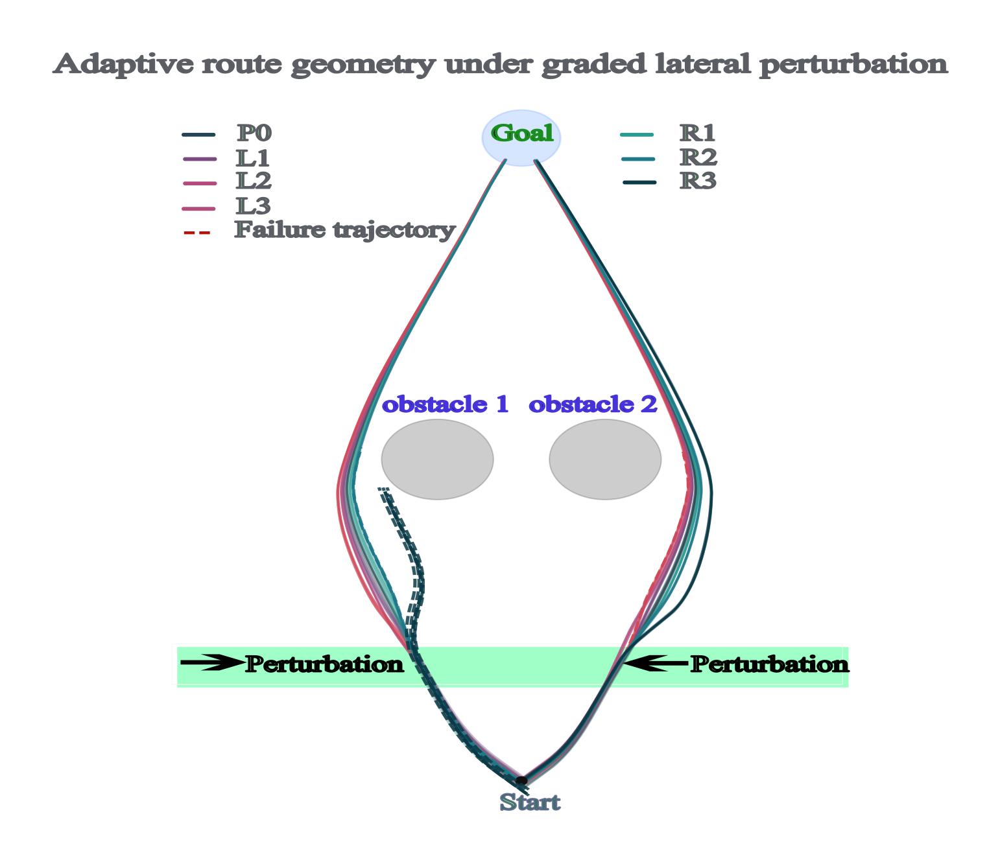 Adaptive route geometry under graded lateral perturbation
P0
L1
L2
L3
Failure trajectory
Goal
R1
R2
R3
obstacle 1
obstacle 2
Perturbation
Perturbation
Start